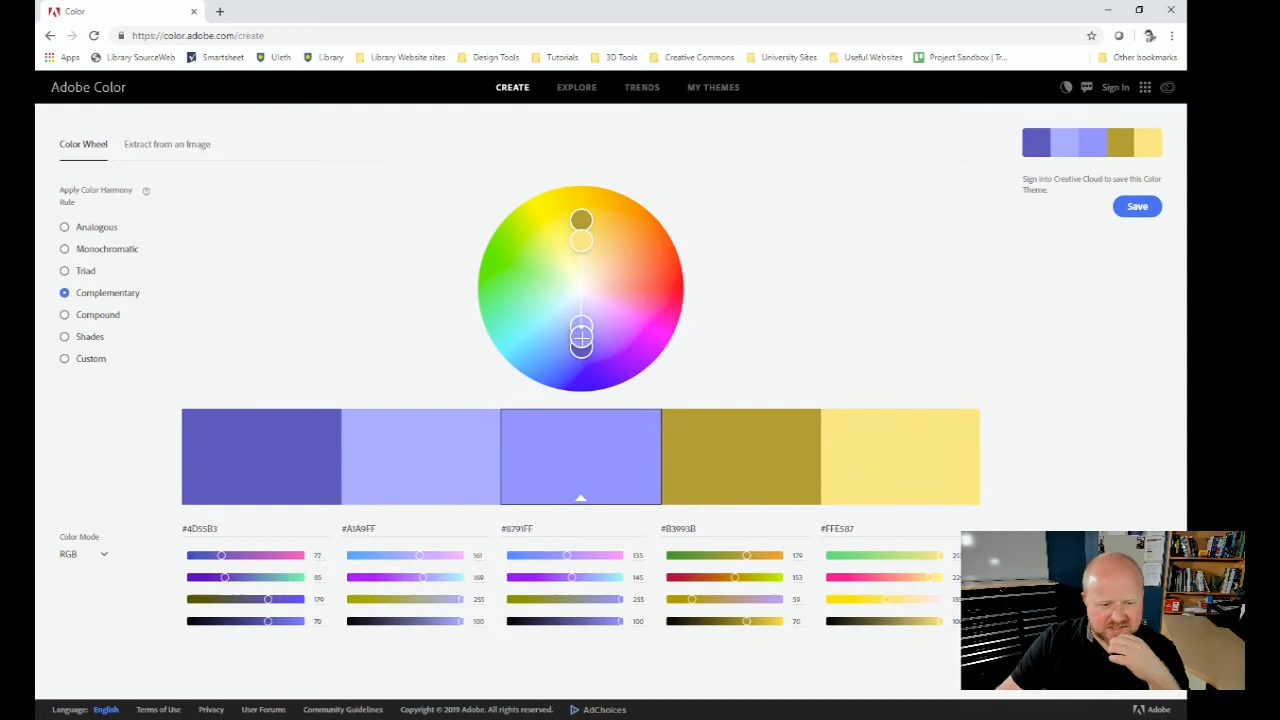 Color
https://color.adobe.com/create
Apps Library SourceWeb Smartsheet Uleth Library Library Website sites Design Tools Tutorials 3D Tools Creative Commons University Sites Useful Websites Project Sandbox | Tr... Other bookmarks
Adobe Color CREATE EXPLORE TRENDS MY THEMES Sign In
Color Wheel Extract from an Image
Apply Color Harmony
Rule
Analogous
Monochromatic
Triad
Complementary
Compound
Shades
Custom
Sign into Creative Cloud to save this Color
Theme.
Save
#4D55B3 #A1A9FF #8791FF #B3993B #FFE587
Color Mode
RGB
77 161 135 179
85 169 145 153
179 255 255 59
70 100 100 70
Language: English Terms of Use Privacy User Forums Community Guidelines Copyright © 2019 Adobe. All rights reserved. AdChoices Adobe